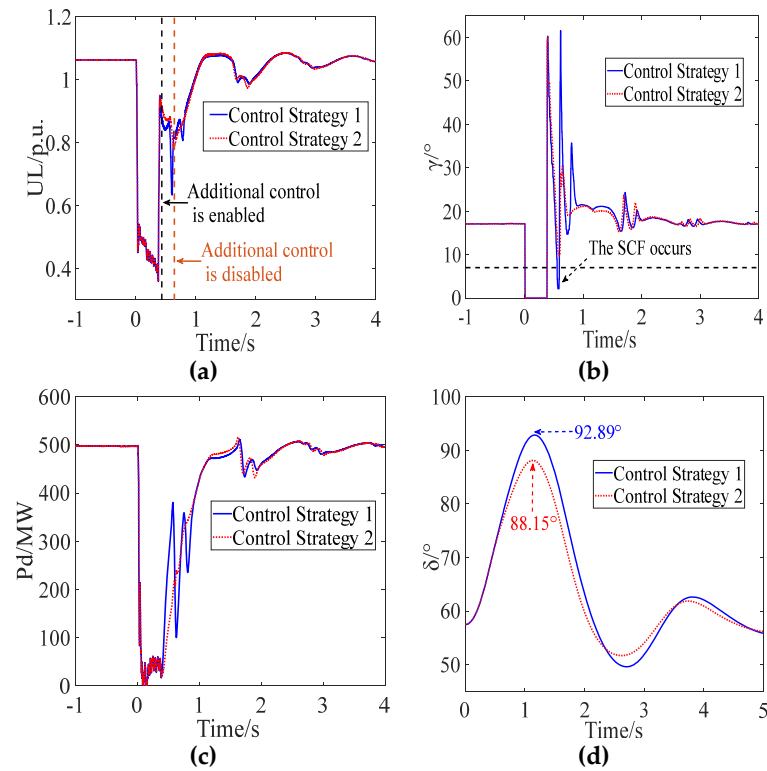 1.2
1.0
0.8
0.6
0.4
UL/p.u.
Control Strategy 1
Control Strategy 2
Additional control
is enabled
Additional control
is disabled
-1 0 1 2 3 4
Time/s
(a)
60
50
40
30
20
10
0
γ/°
Control Strategy 1
Control Strategy 2
The SCF occurs
-1 0 1 2 3 4
Time/s
(b)
600
500
400
300
200
100
0
Pd/MW
Control Strategy 1
Control Strategy 2
-1 0 1 2 3 4
Time/s
(c)
100
90
80
70
60
50
δ/°
92.89°
Control Strategy 1
Control Strategy 2
88.15°
0 1 2 3 4 5
Time/s
(d)